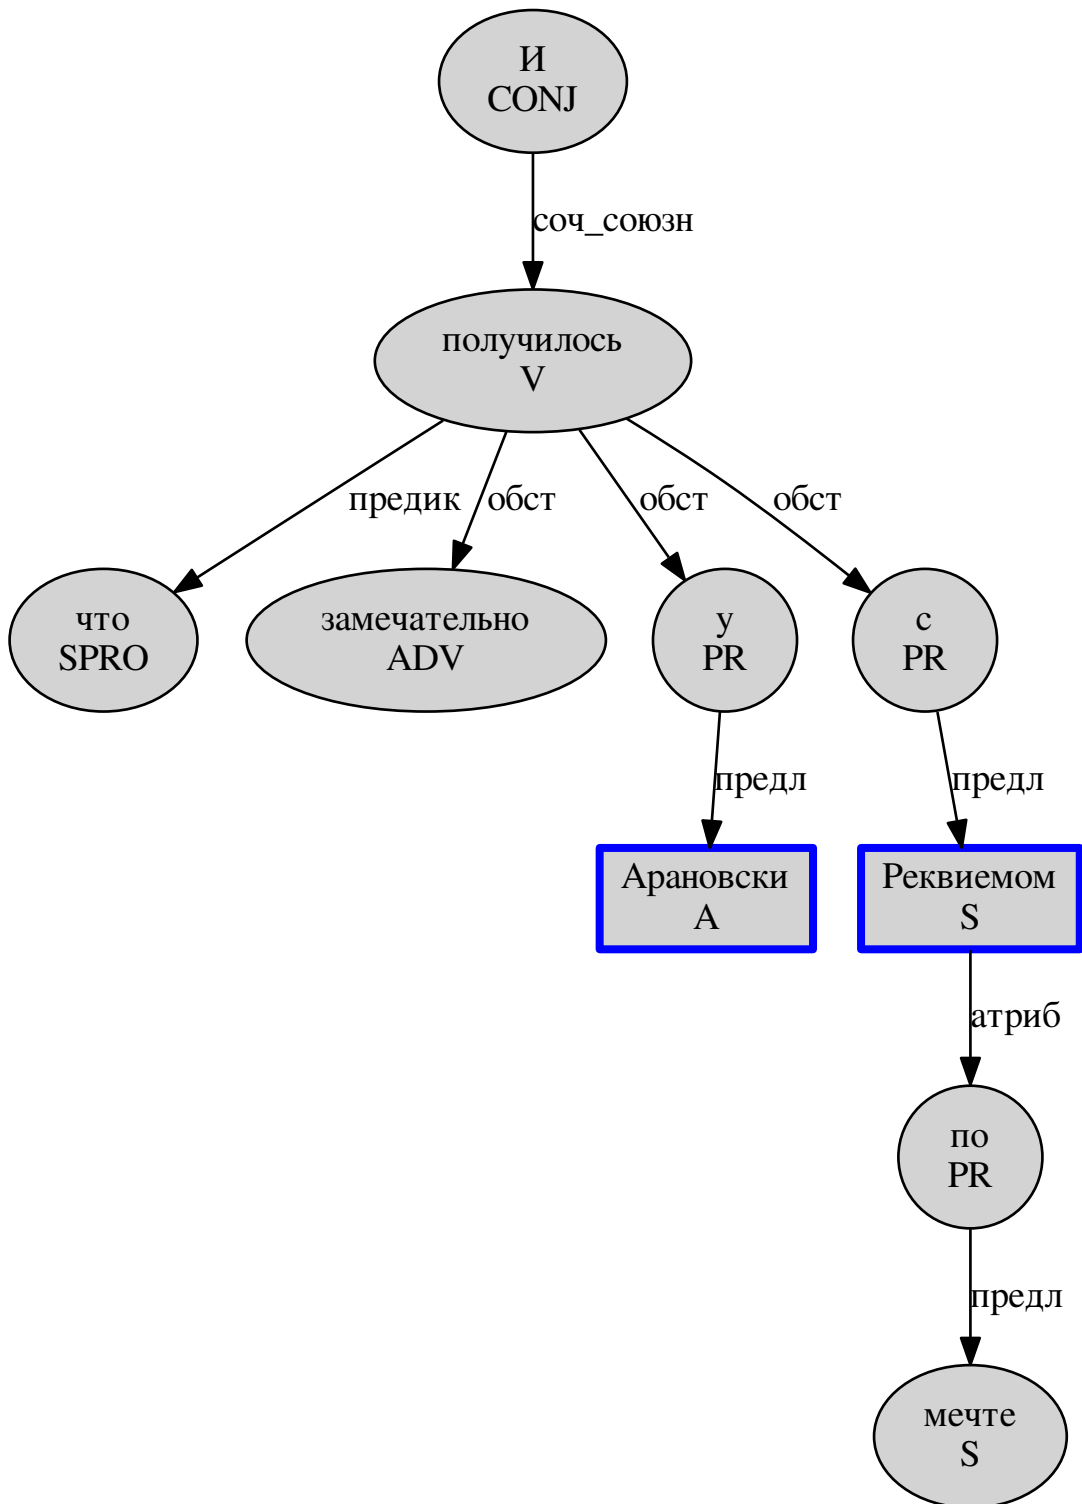 И
CONJ
соч_союзн
получилось
V
предик
обст
обст
обст
что
SPRO
замечательно
ADV
у
PR
с
PR
предл
предл
Арановски
A
Реквиемом
S
атриб
по
PR
предл
мечте
S